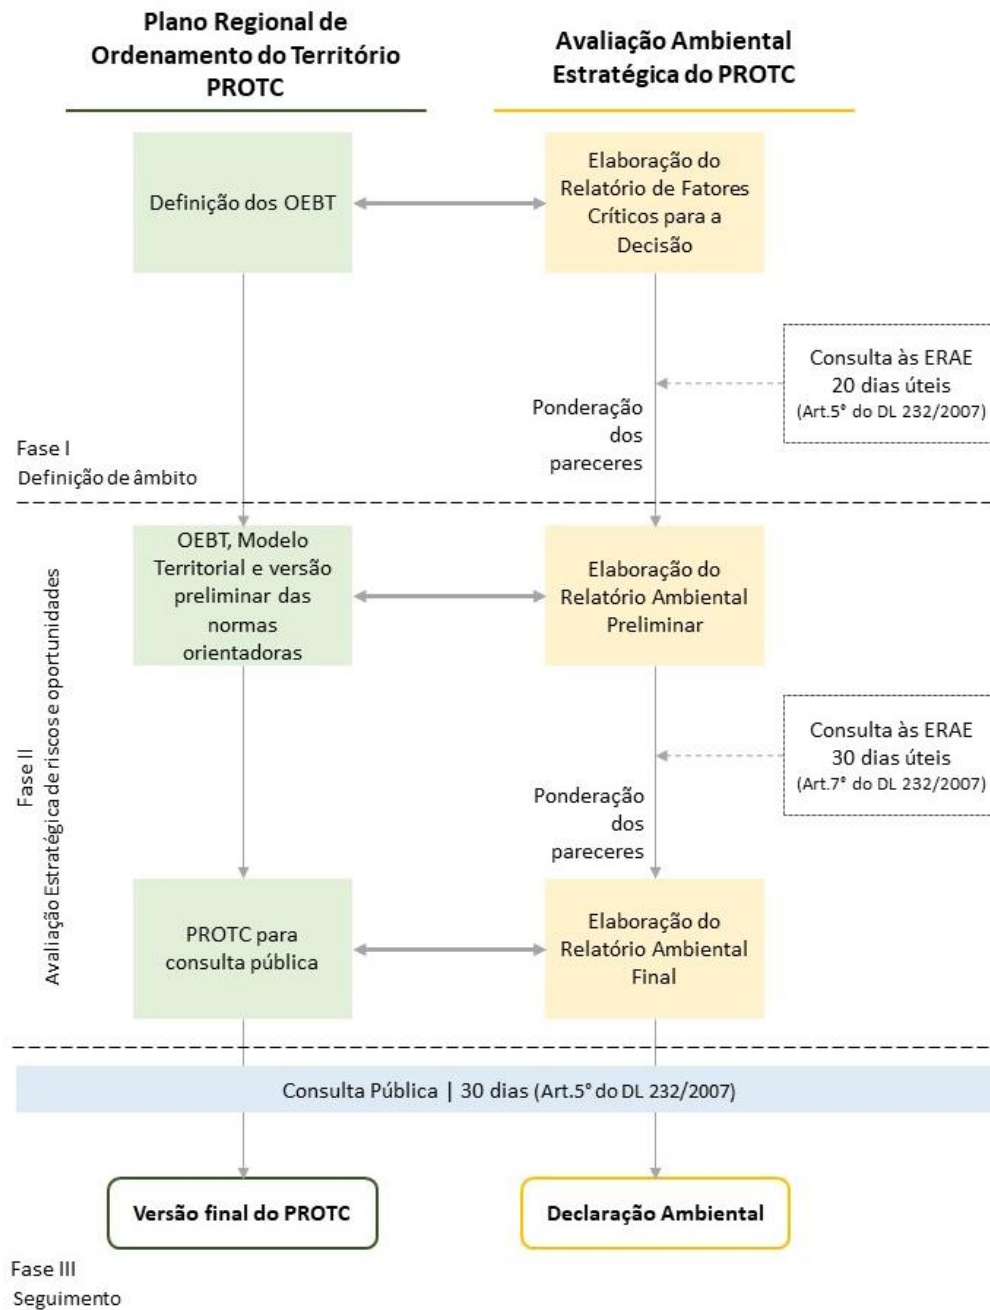 Plano Regional de
Ordenamento do Território
PROTC
Avaliação Ambiental
Estratégica do PROTC
Definição dos OEBT
Elaboração do
Relatório de Fatores
Críticos para a
Decisão
Consulta às ERAE
20 dias úteis
(Art.5° do DL 232/2007)
Ponderação
dos
pareceres
Fase I
Definição de âmbito
OEBT, Modelo
Territorial e versão
preliminar das
normas
orientadoras
Elaboração do
Relatório Ambiental
Preliminar
Fase II
Avaliação Estratégica de riscos e oportunidades
Consulta às ERAE
30 dias úteis
(Art.7° do DL 232/2007)
Ponderação
dos
pareceres
PROTC para
consulta pública
Elaboração do
Relatório Ambiental
Final
Consulta Pública | 30 dias (Art.5° do DL 232/2007)
Versão final do PROTC
Declaração Ambiental
Fase III
Seguimento